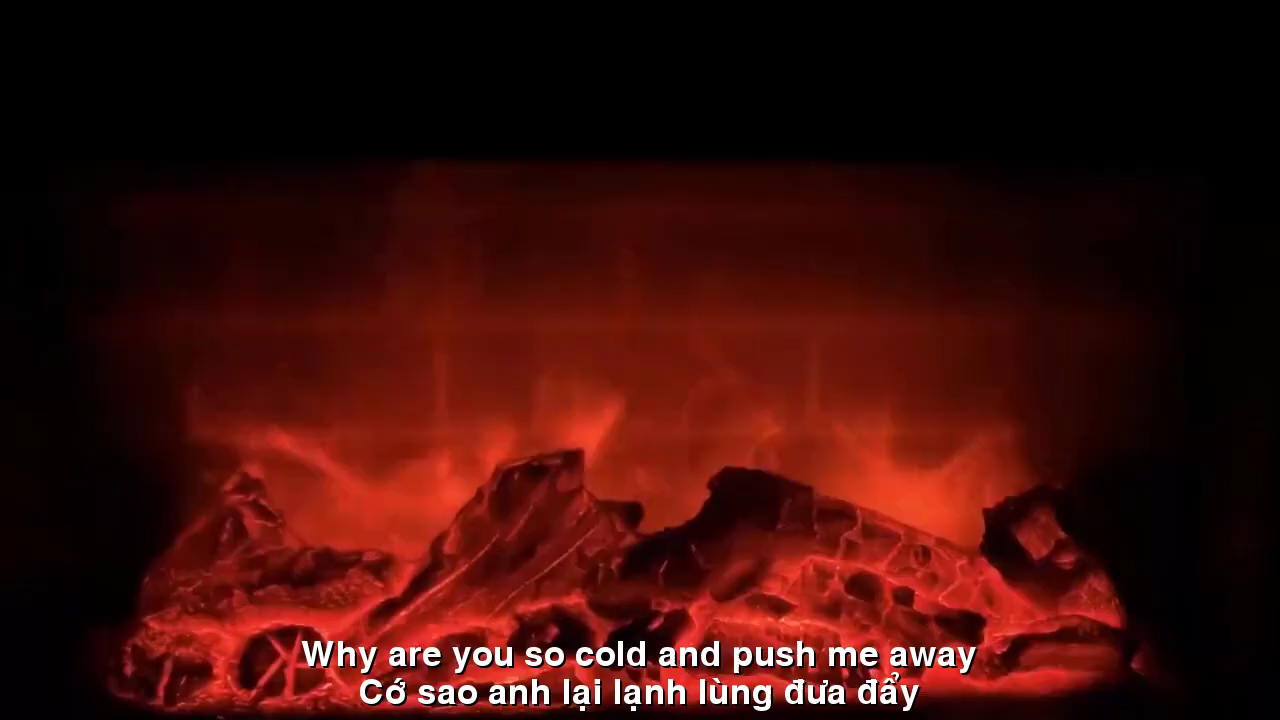 Why are you so cold and push me away
Cớ sao anh lại lạnh lùng đưa đẩy